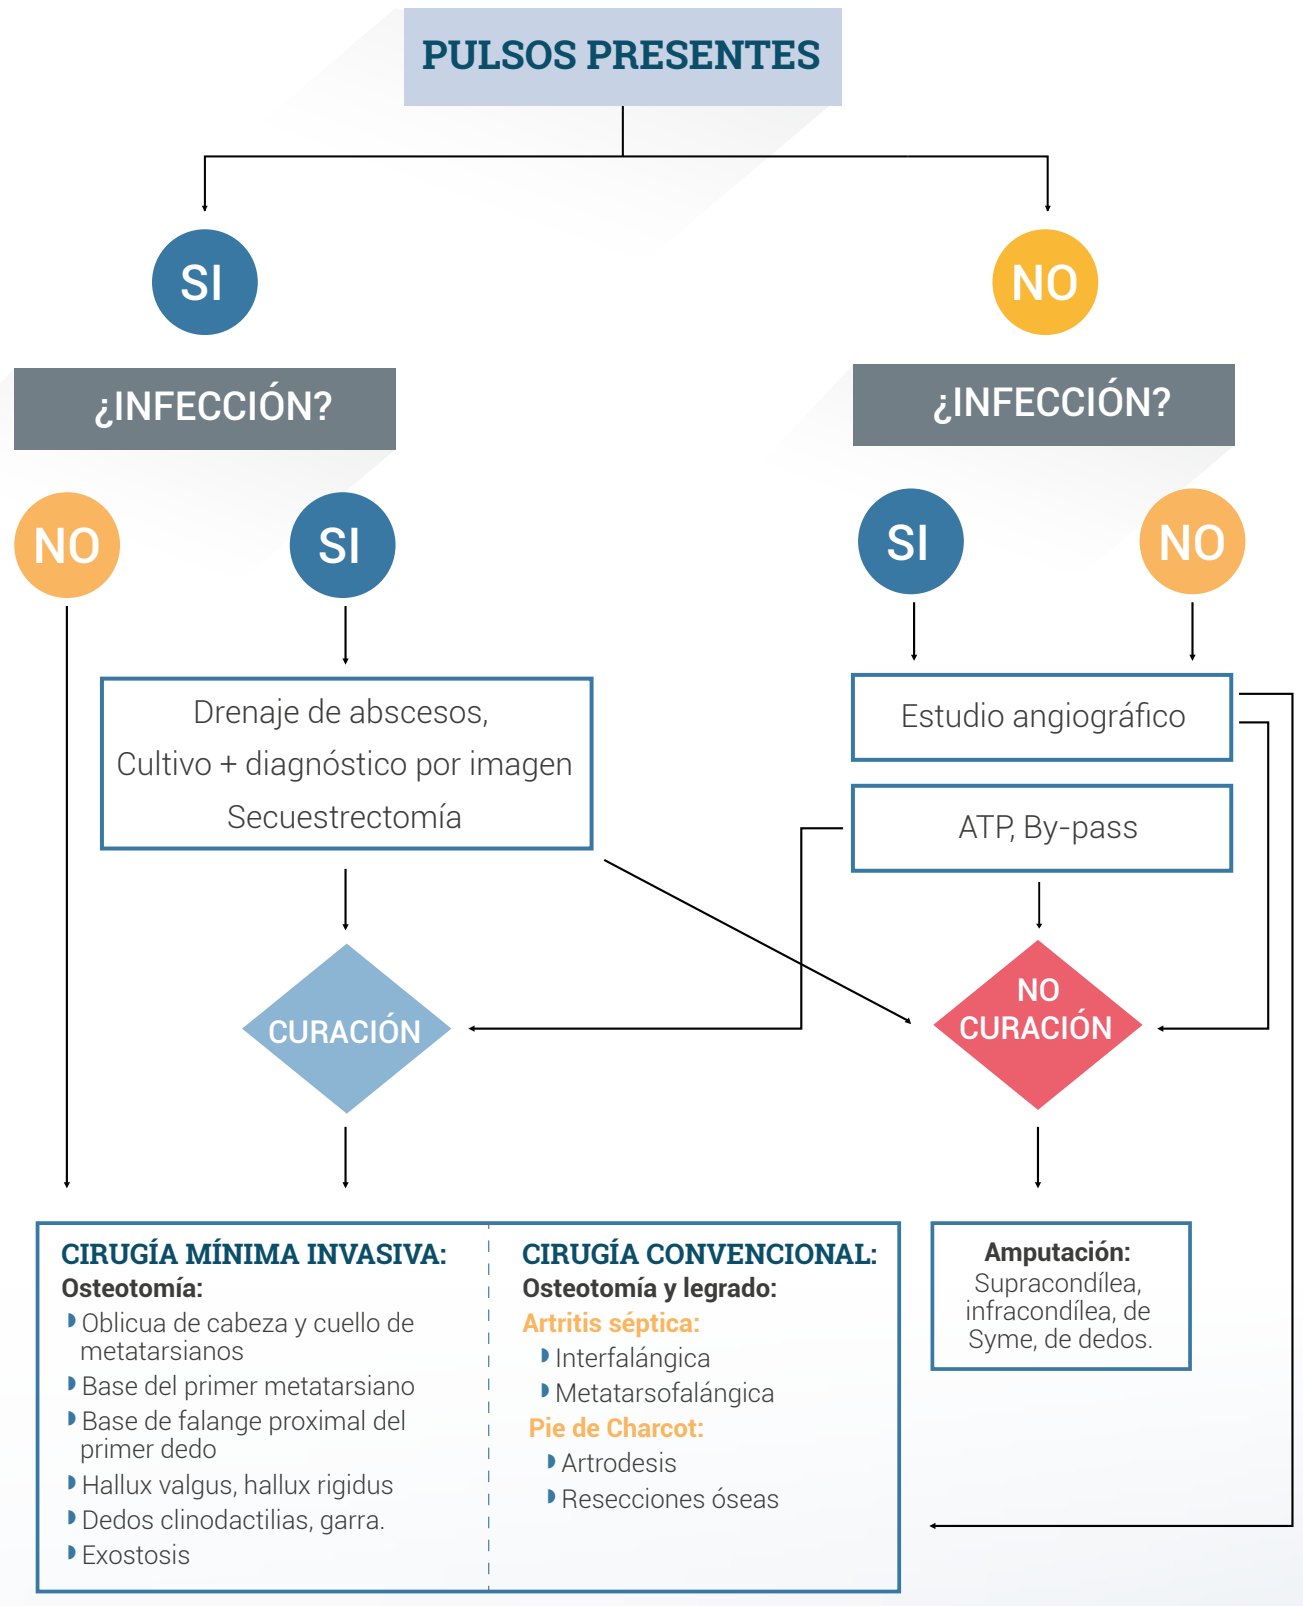 PULSOS PRESENTES
SI
NO
¿INFECCIÓN?
¿INFECCIÓN?
NO
SI
SI
NO
Drenaje de abscesos,
Cultivo + diagnóstico por imagen
Secuestrectomía
Estudio angiográfico
ATP, By-pass
CURACIÓN
NO
CURACIÓN
CIRUGÍA MÍNIMA INVASIVA:
Osteotomía:
Oblicua de cabeza y cuello de
metatarsianos
Base del primer metatarsiano
Base de falange proximal del
primer dedo
Hallux valgus, hallux rigidus
Dedos clinodactilias, garra.
Exostosis
CIRUGÍA CONVENCIONAL:
Osteotomía y legrado:
Artritis séptica:
Interfalángica
Metatarsofalángica
Pie de Charcot:
Artrodesis
Resecciones óseas
Amputación:
Supracondílea,
infracondílea, de
Syme, de dedos.